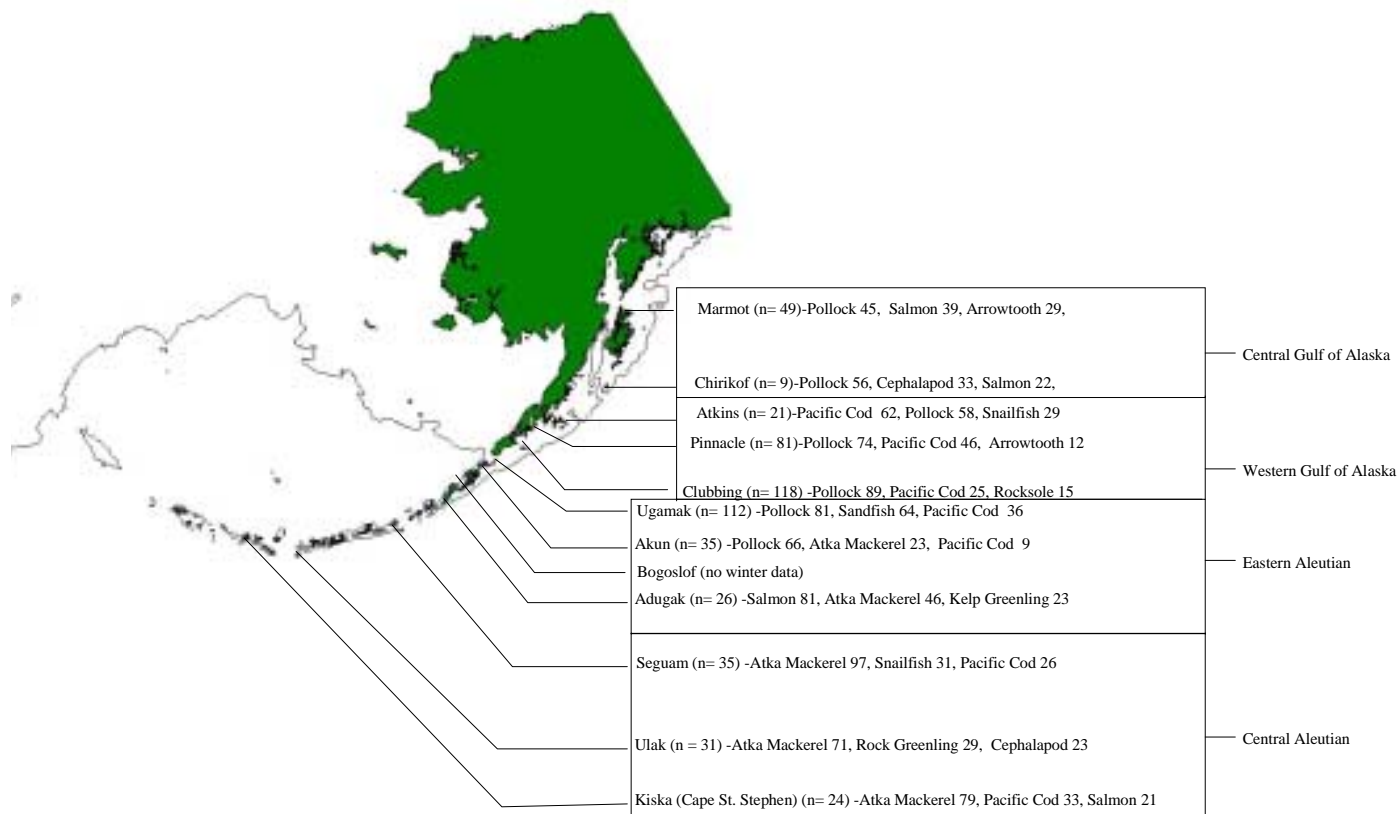 Marmot (n= 49)-Pollock 45, Salmon 39, Arrowtooth 29,
Central Gulf of Alaska
Chirikof (n= 9)-Pollock 56, Cephalapod 33, Salmon 22,
Atkins (n= 21)-Pacific Cod 62, Pollock 58, Snailfish 29
Pinnacle (n= 81)-Pollock 74, Pacific Cod 46, Arrowtooth 12
Western Gulf of Alaska
Clubbing (n= 118) -Pollock 89, Pacific Cod 25, Rocksole 15
Ugamak (n= 112) -Pollock 81, Sandfish 64, Pacific Cod 36
Akun (n= 35) -Pollock 66, Atka Mackerel 23, Pacific Cod 9
Eastern Aleutian
Bogoslof (no winter data)
Adugak (n= 26) -Salmon 81, Atka Mackerel 46, Kelp Greenling 23
Seguam (n= 35) -Atka Mackerel 97, Snailfish 31, Pacific Cod 26
Ulak (n = 31) -Atka Mackerel 71, Rock Greenling 29, Cephalapod 23
Central Aleutian
Kiska (Cape St. Stephen) (n= 24) -Atka Mackerel 79, Pacific Cod 33, Salmon 21